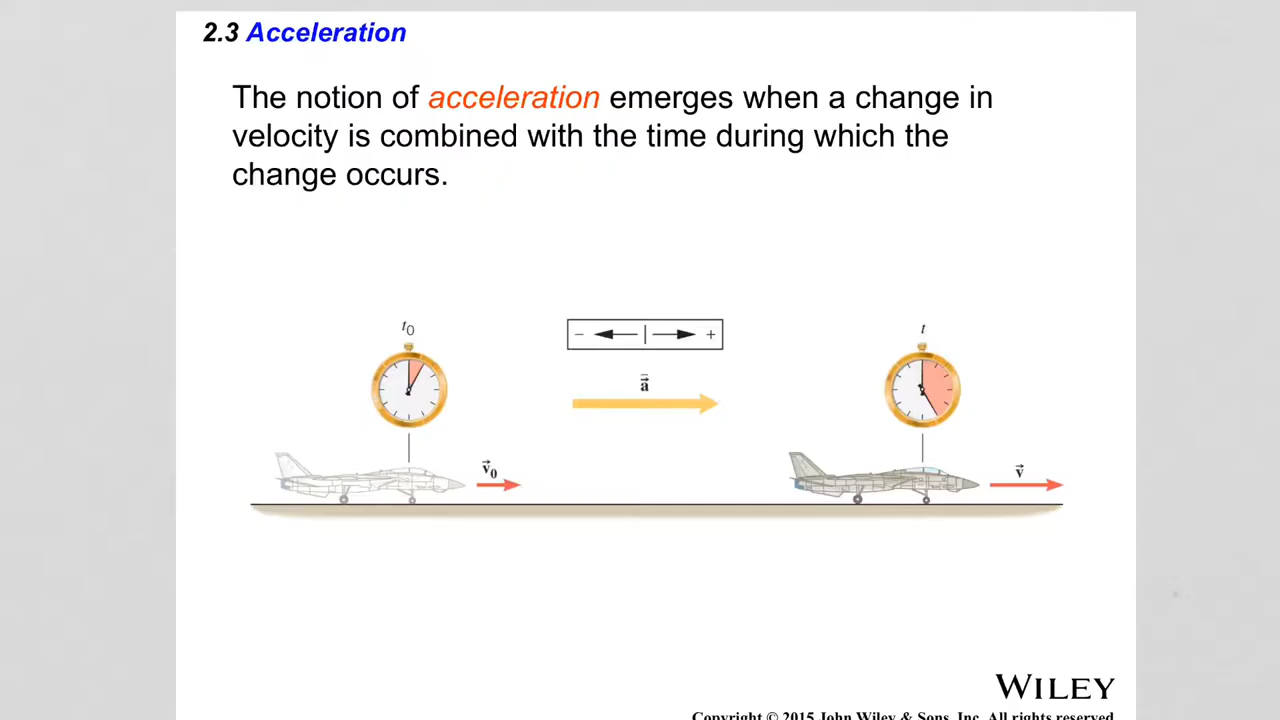 2.3 Acceleration
The notion of acceleration emerges when a change in
velocity is combined with the time during which the
change occurs.
t0
t
− +
a
v0
v
WILEY
Copyright © 2015 John Wiley & Sons, Inc. All rights reserved